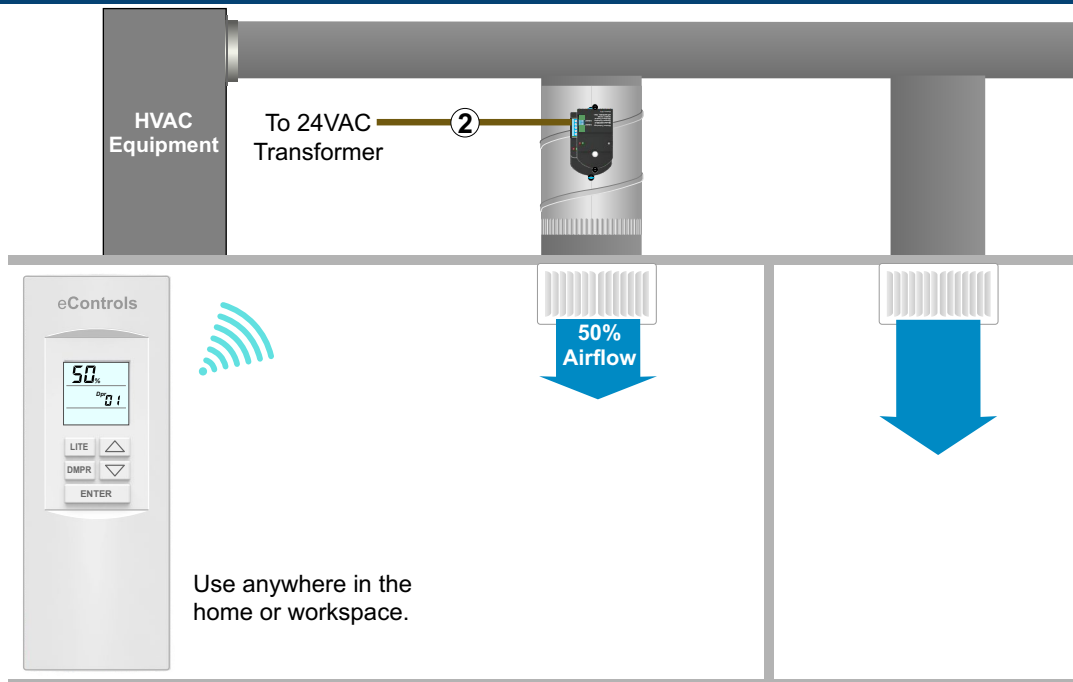 HVAC
Equipment
To 24VAC
Transformer
2
50%
Airflow
eControls
50%
Dpr 01
LITE
DMPR
ENTER
Use anywhere in the
home or workspace.